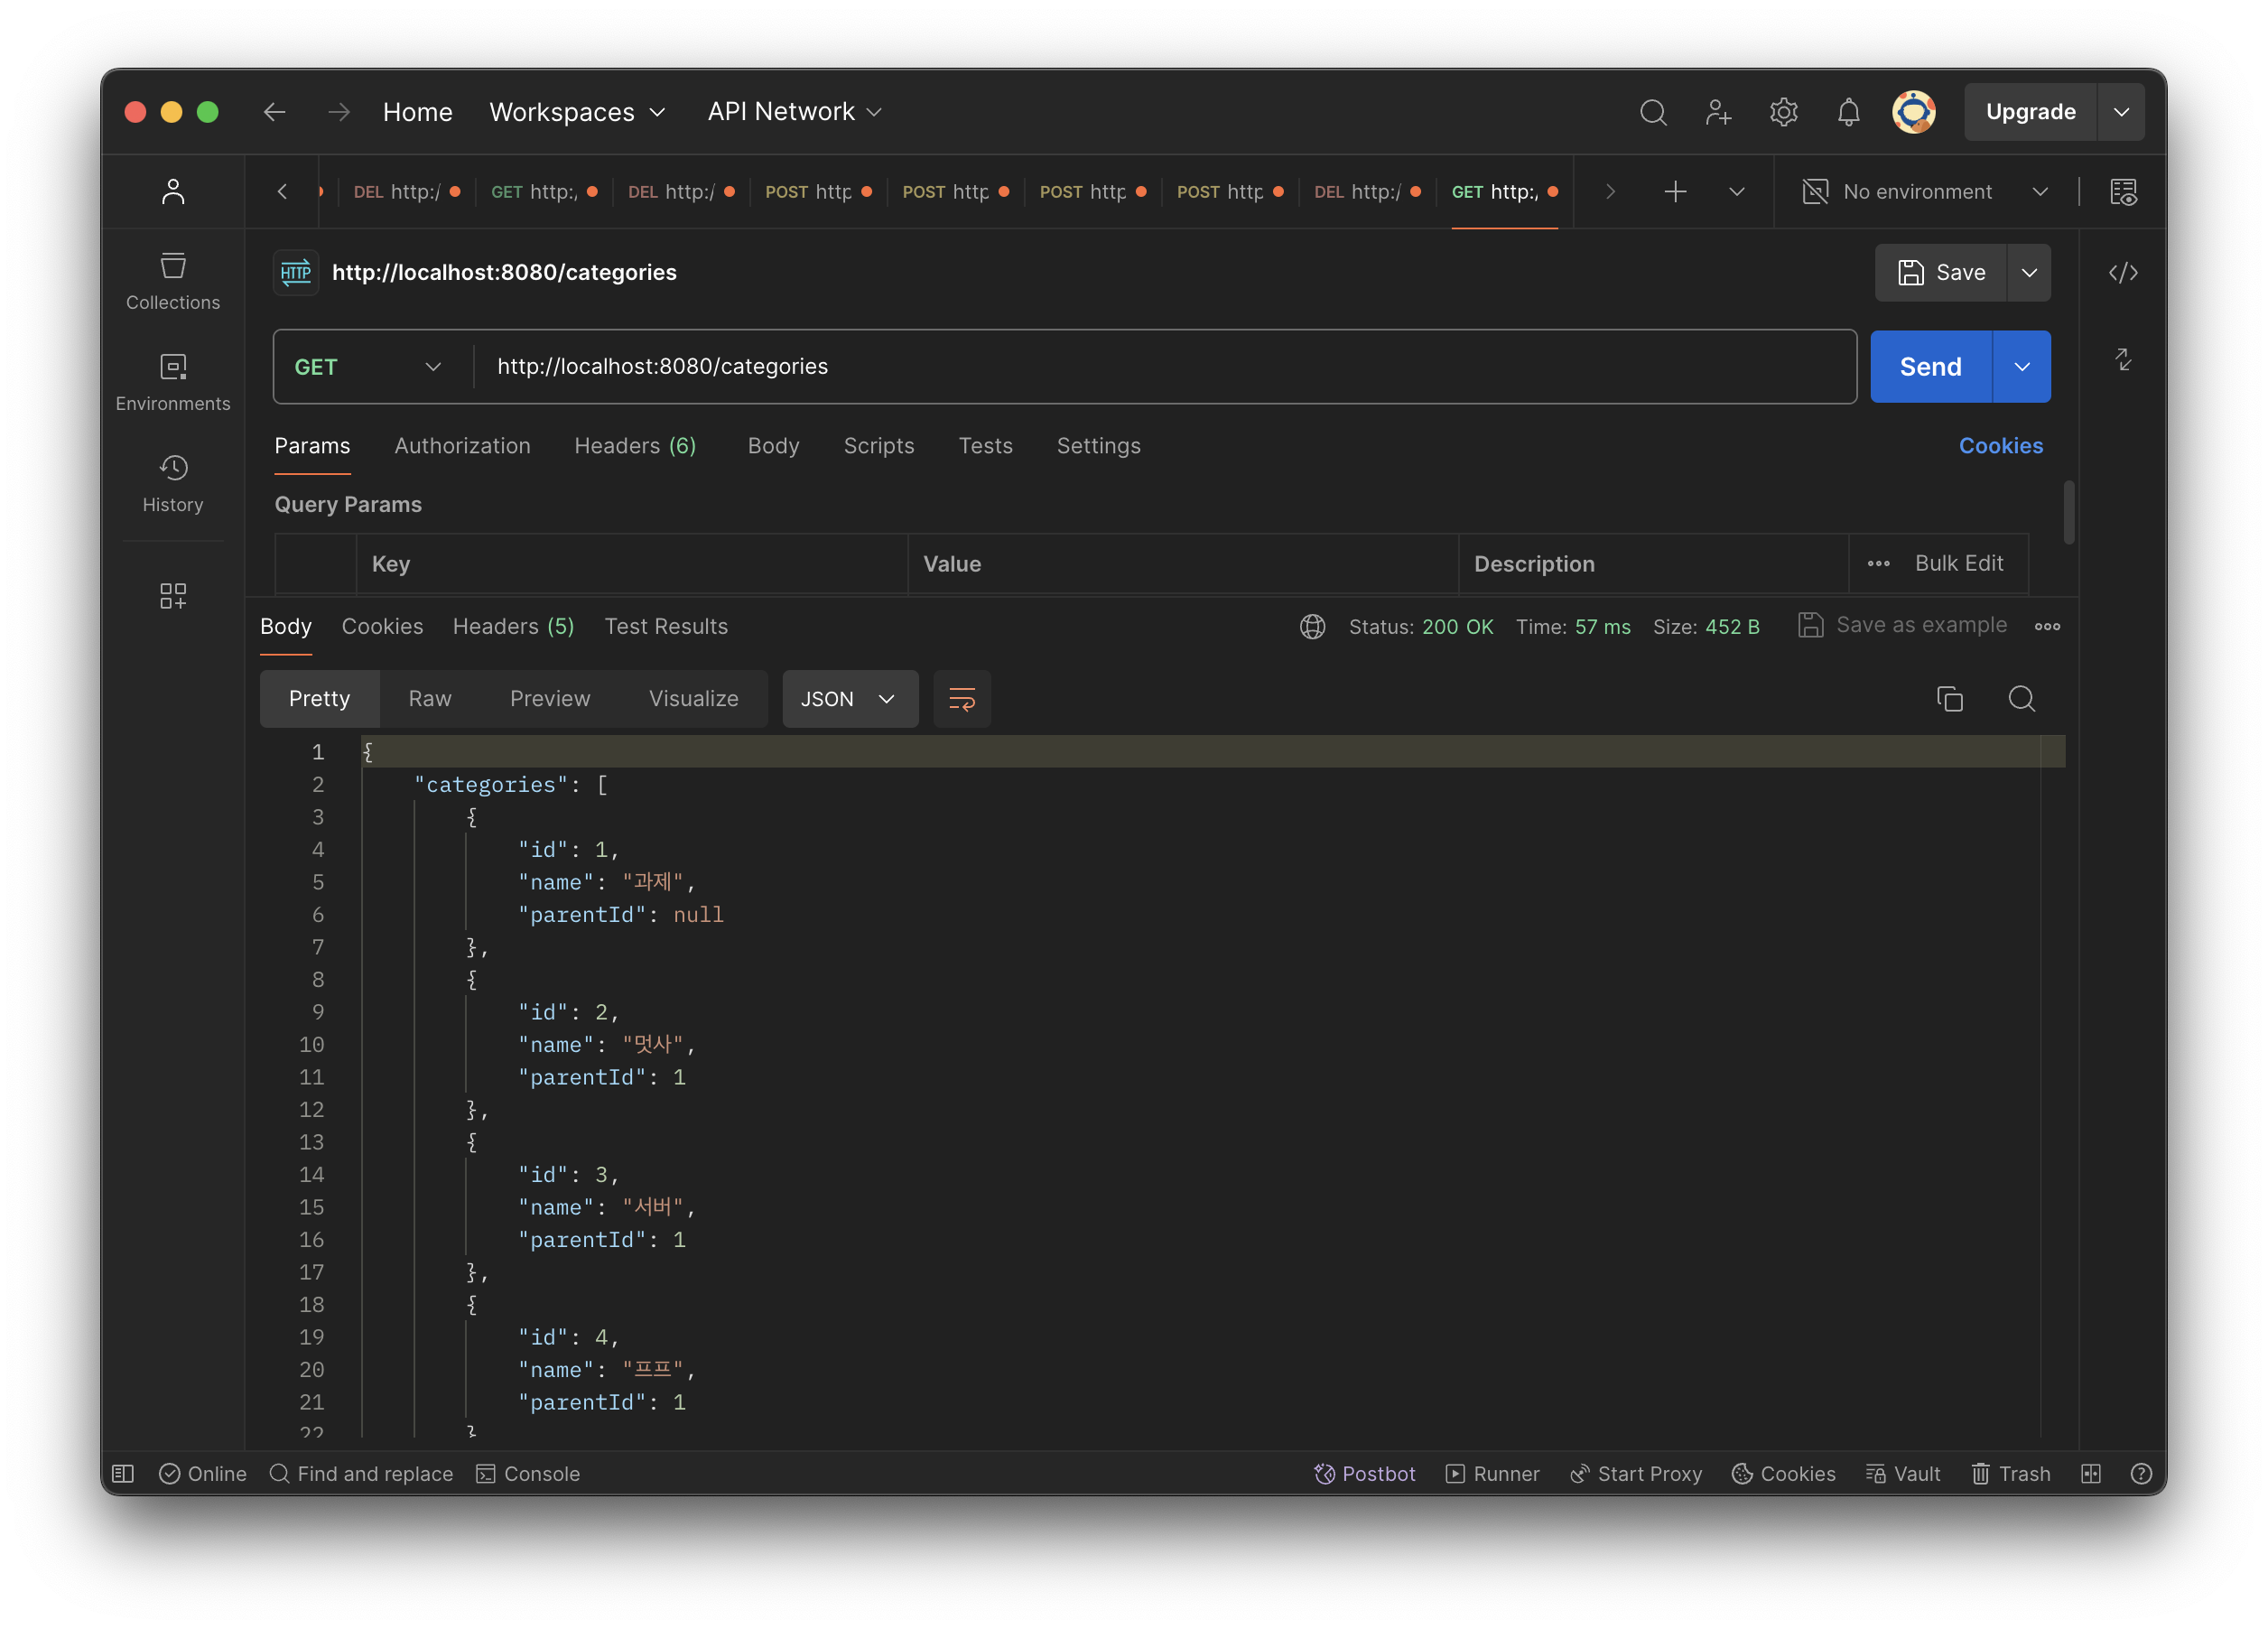 Home Workspaces API Network Upgrade
DEL http:/ GET http:/ DEL http:/ POST http POST http POST http POST http DEL http:/ GET http:/ No environment
HTTP http://localhost:8080/categories Save
Collections
GET http://localhost:8080/categories Send
Environments
Params Authorization Headers (6) Body Scripts Tests Settings Cookies
History
Query Params
Key Value Description Bulk Edit
Body Cookies Headers (5) Test Results Status: 200 OK Time: 57 ms Size: 452 B Save as example
Pretty Raw Preview Visualize JSON
1 {
2 "categories": [
3 {
4 "id": 1,
5 "name": "과제",
6 "parentId": null
7 },
8 {
9 "id": 2,
10 "name": "멋사",
11 "parentId": 1
12 },
13 {
14 "id": 3,
15 "name": "서버",
16 "parentId": 1
17 },
18 {
19 "id": 4,
20 "name": "프프",
21 "parentId": 1
22 }
Online Find and replace Console Postbot Runner Start Proxy Cookies Vault Trash